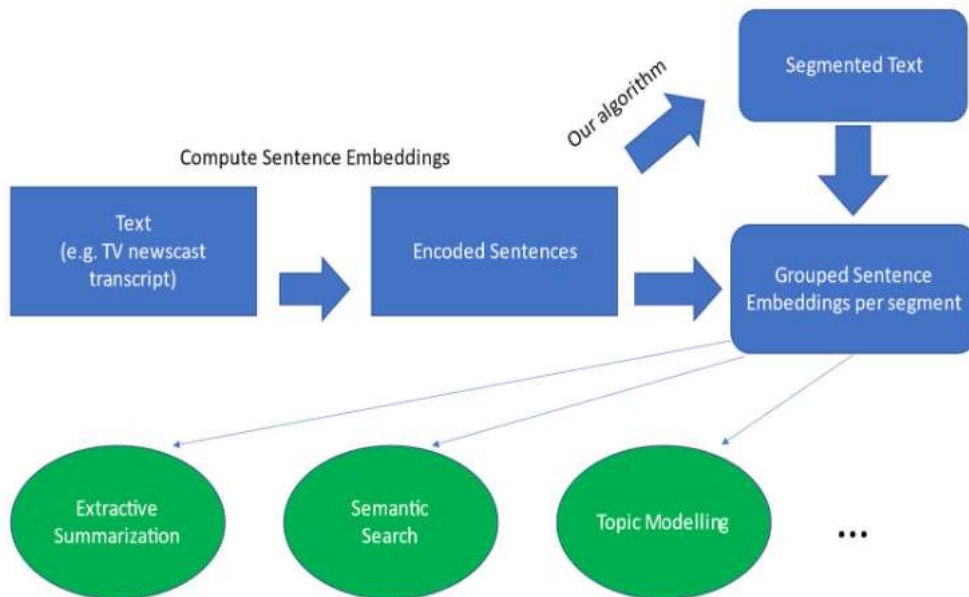 Segmented Text
Our algorithm
Compute Sentence Embeddings
Text
(e.g. TV newscast
transcript)
Encoded Sentences
Grouped Sentence
Embeddings per segment
Extractive
Summarization
Semantic
Search
Topic Modelling
...